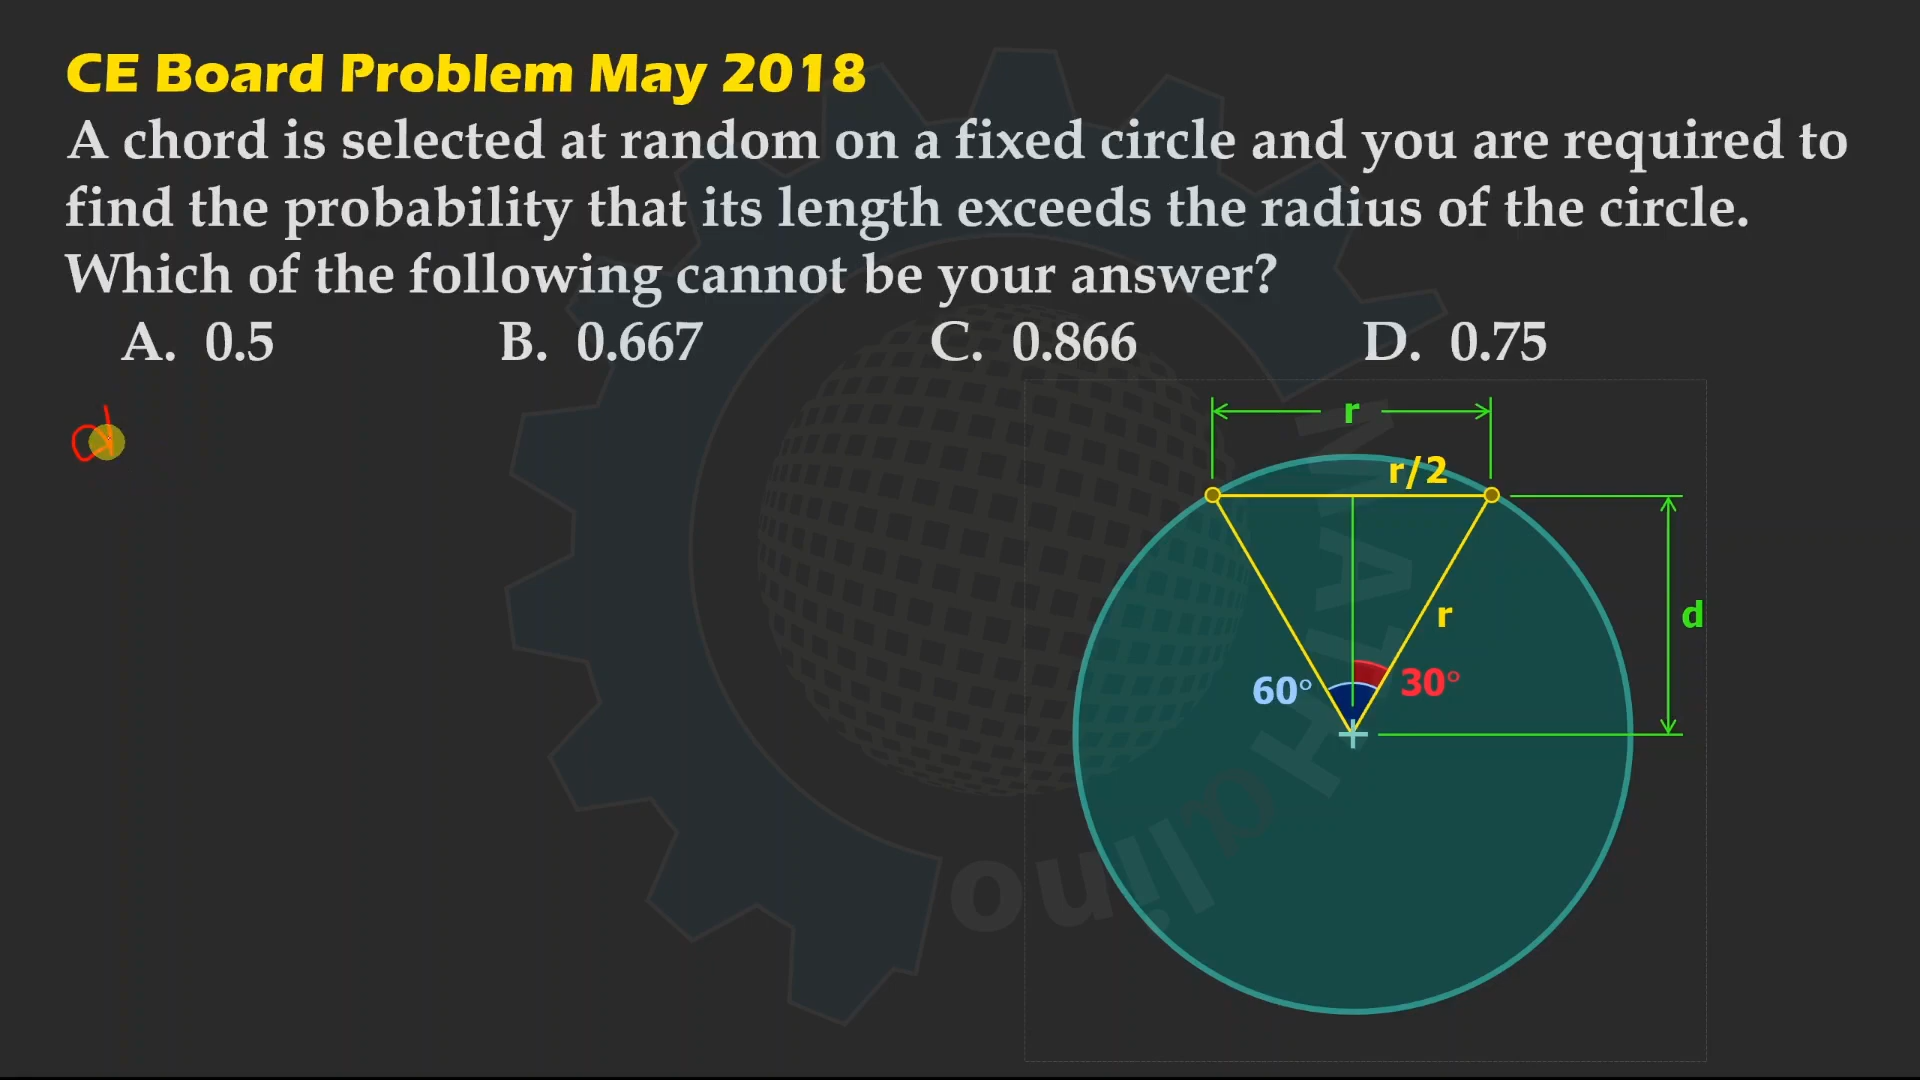 CE Board Problem May 2018
A chord is selected at random on a fixed circle and you are required to
find the probability that its length exceeds the radius of the circle.
Which of the following cannot be your answer?
A. 0.5 B. 0.667 C. 0.866 D. 0.75
d
r
r/2
r
d
60° 30°
MATHalino